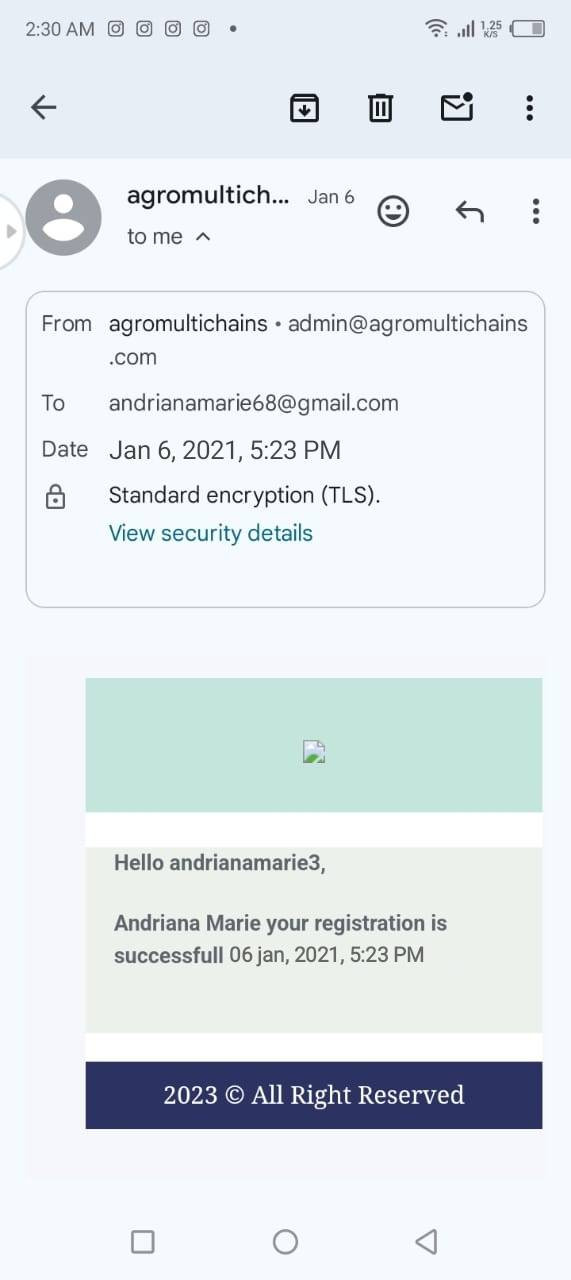 2:30 AM 1.25 K/S
agromultich... Jan 6
to me
From agromultichains • admin@agromultichains
.com
To andrianamarie68@gmail.com
Date Jan 6, 2021, 5:23 PM
Standard encryption (TLS).
View security details
Hello andrianamarie3,
Andriana Marie your registration is
successfull 06 jan, 2021, 5:23 PM
2023 © All Right Reserved